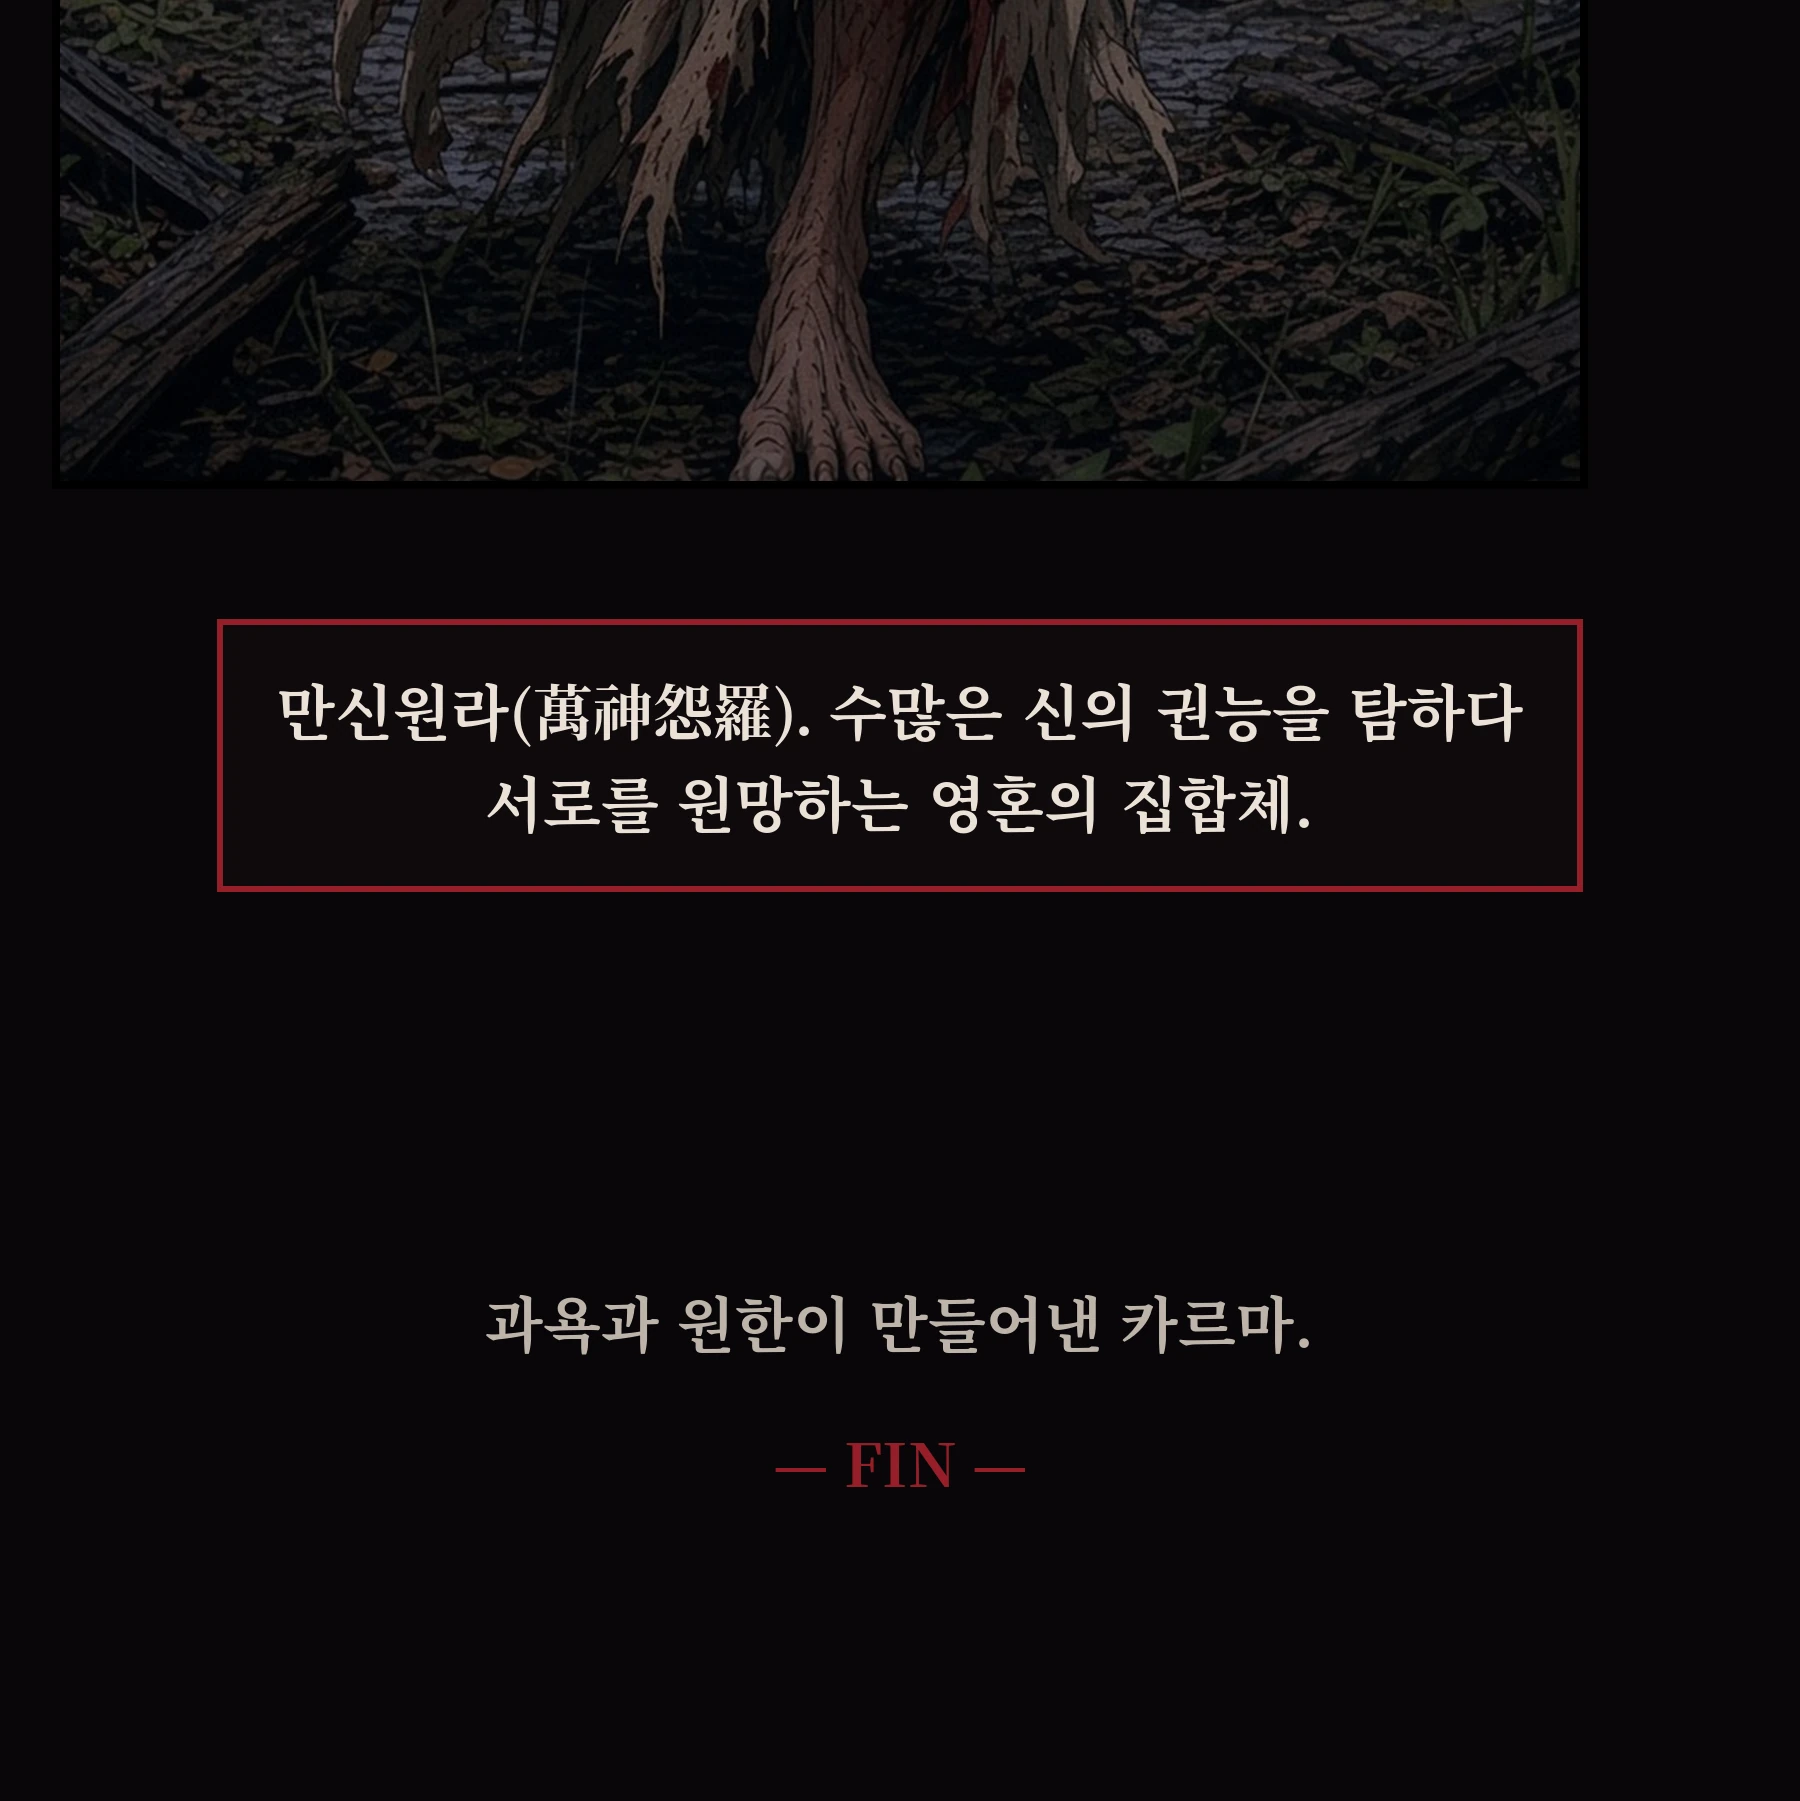 만신원라(萬神怨羅). 수많은 신의 권능을 탐하다
서로를 원망하는 영혼의 집합체.
과욕과 원한이 만들어낸 카르마.
— FIN —